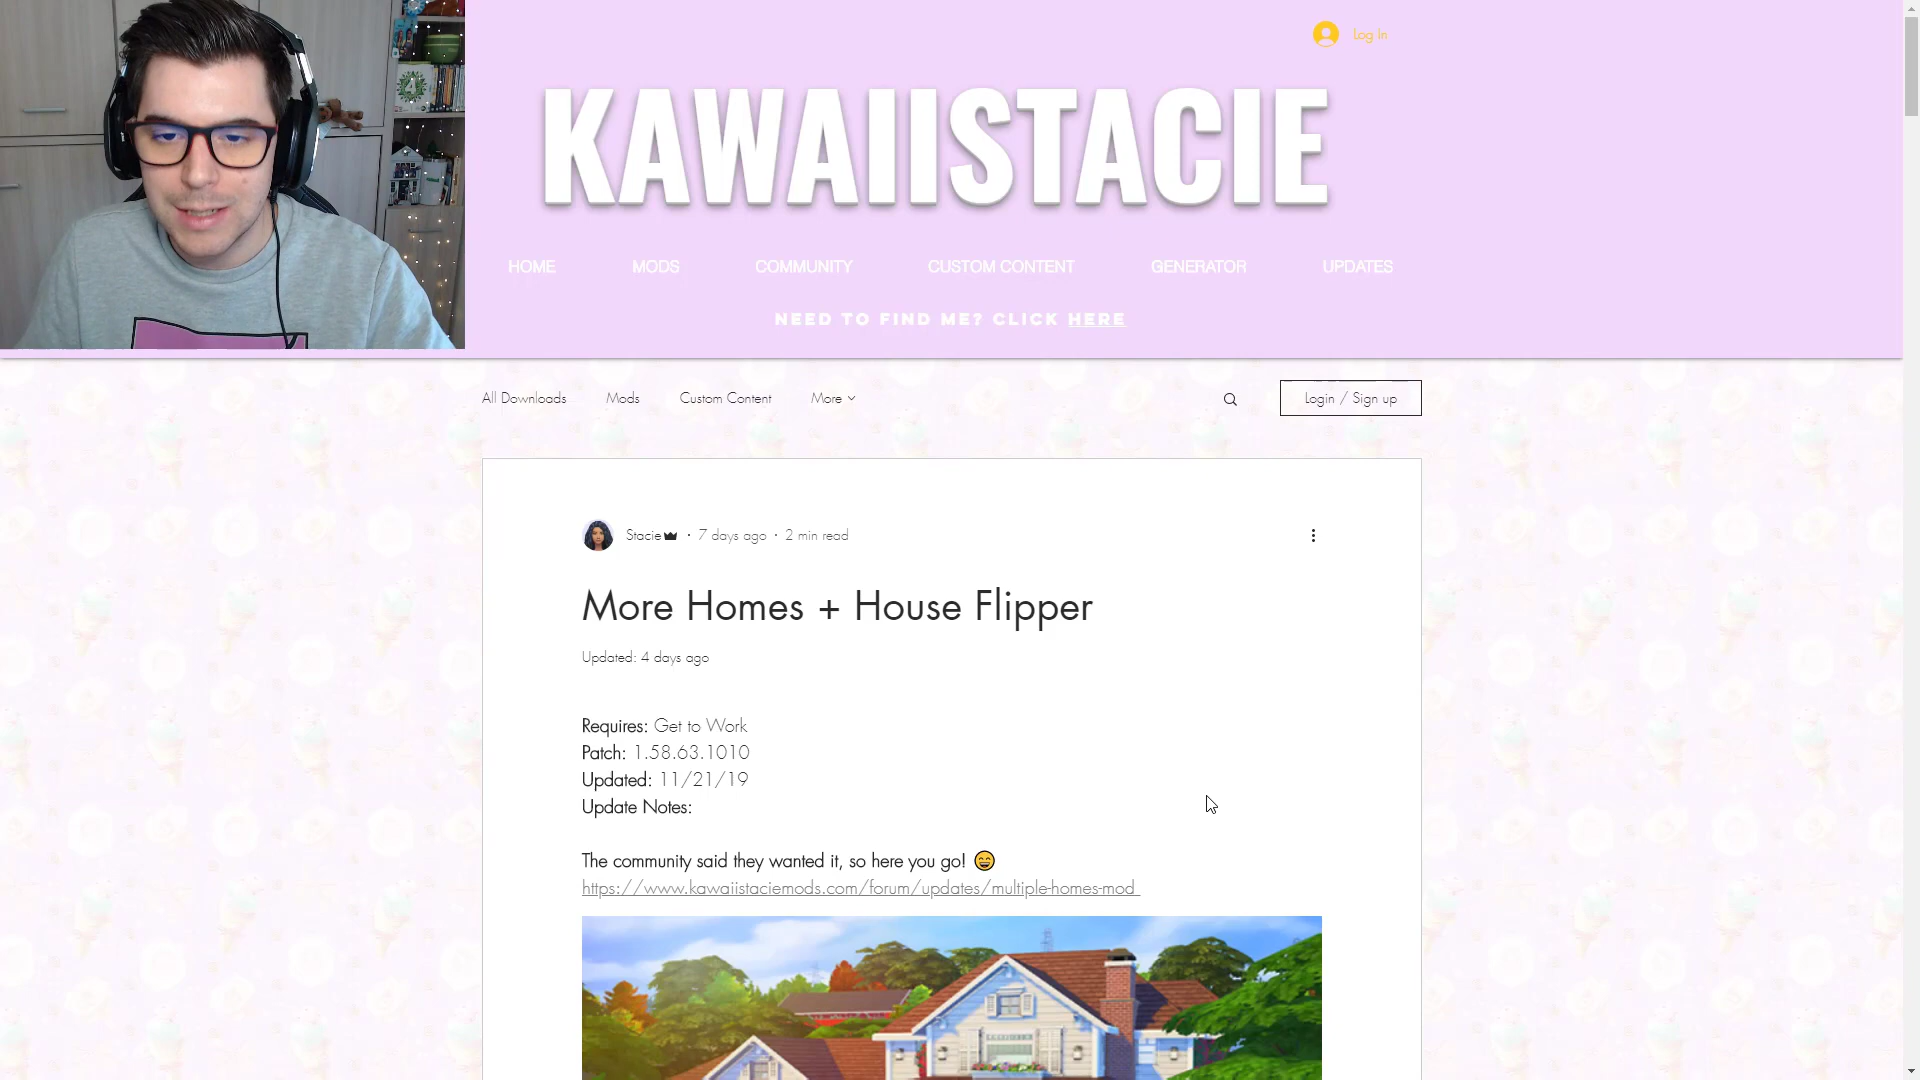 Log In
KAWAIISTACIE
HOME MODS COMMUNITY CUSTOM CONTENT GENERATOR UPDATES
NEED TO FIND ME? CLICK HERE
All Downloads Mods Custom Content More Login / Sign up
Stacie · 7 days ago · 2 min read
More Homes + House Flipper
Updated: 4 days ago
Requires: Get to Work
Patch: 1.58.63.1010
Updated: 11/21/19
Update Notes:
The community said they wanted it, so here you go! 😄
https://www.kawaiistaciemods.com/forum/updates/multiple-homes-mod